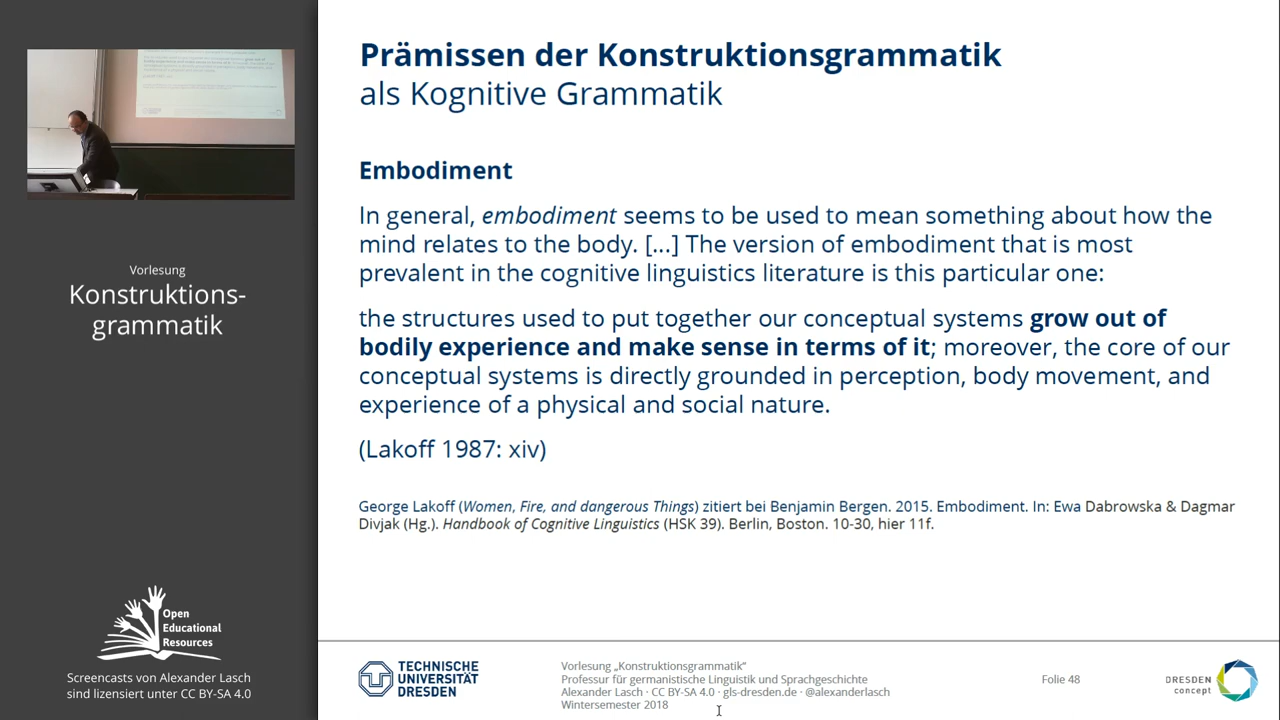 Vorlesung
Konstruktions-
grammatik
Open
Educational
Resources
Screencasts von Alexander Lasch
sind lizensiert unter CC BY-SA 4.0
Prämissen der Konstruktionsgrammatik
als Kognitive Grammatik
Embodiment
In general, embodiment seems to be used to mean something about how the
mind relates to the body. [...] The version of embodiment that is most
prevalent in the cognitive linguistics literature is this particular one:
the structures used to put together our conceptual systems grow out of
bodily experience and make sense in terms of it; moreover, the core of our
conceptual systems is directly grounded in perception, body movement, and
experience of a physical and social nature.
(Lakoff 1987: xiv)
George Lakoff (Women, Fire, and dangerous Things) zitiert bei Benjamin Bergen. 2015. Embodiment. In: Ewa Dabrowska & Dagmar
Divjak (Hg.). Handbook of Cognitive Linguistics (HSK 39). Berlin, Boston. 10-30, hier 11f.
TECHNISCHE
UNIVERSITÄT
DRESDEN
Vorlesung „Konstruktionsgrammatik“
Professur für germanistische Linguistik und Sprachgeschichte
Alexander Lasch · CC BY-SA 4.0 · gls-dresden.de · @alexanderlasch
Wintersemester 2018
Folie 48
DRESDEN
concept